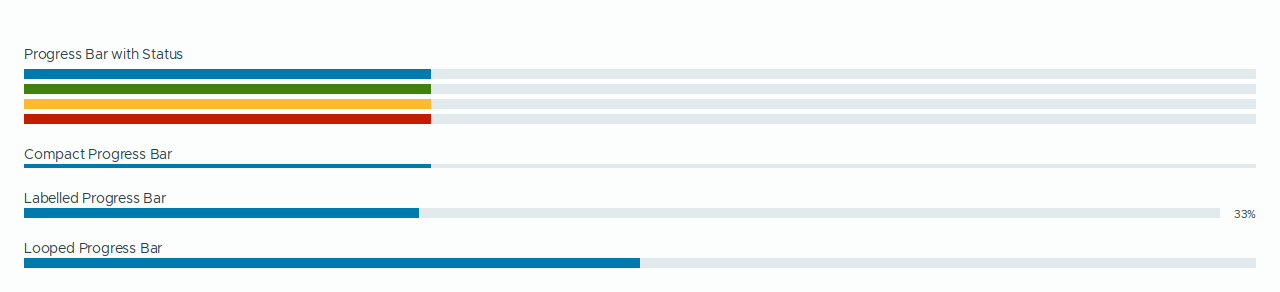 Progress Bar with Status
Compact Progress Bar
Labelled Progress Bar
33%
Looped Progress Bar